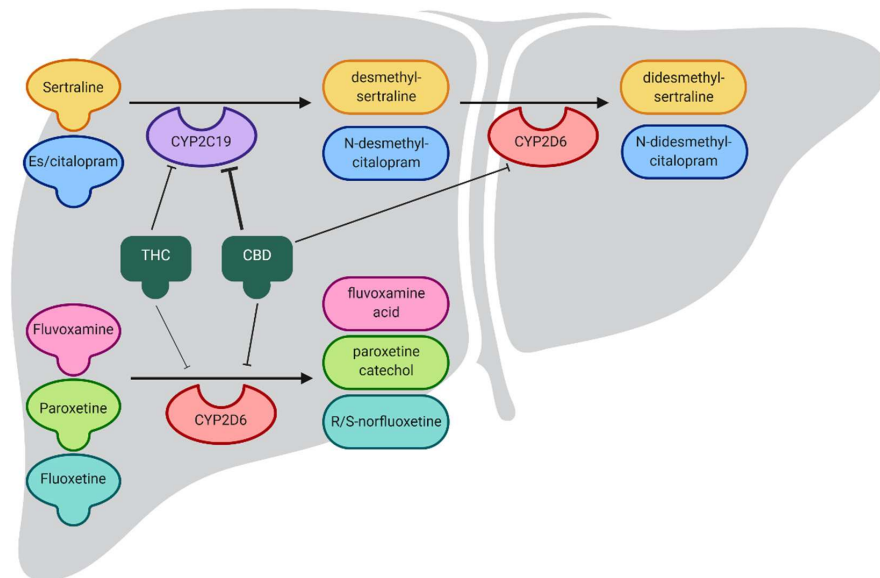 Sertraline
desmethyl-
sertraline
didesmethyl-
sertraline
CYP2C19
CYP2D6
Es/citalopram
N-desmethyl-
citalopram
N-didesmethyl-
citalopram
THC
CBD
fluvoxamine
acid
Fluvoxamine
paroxetine
catechol
Paroxetine
CYP2D6
R/S-norfluoxetine
Fluoxetine